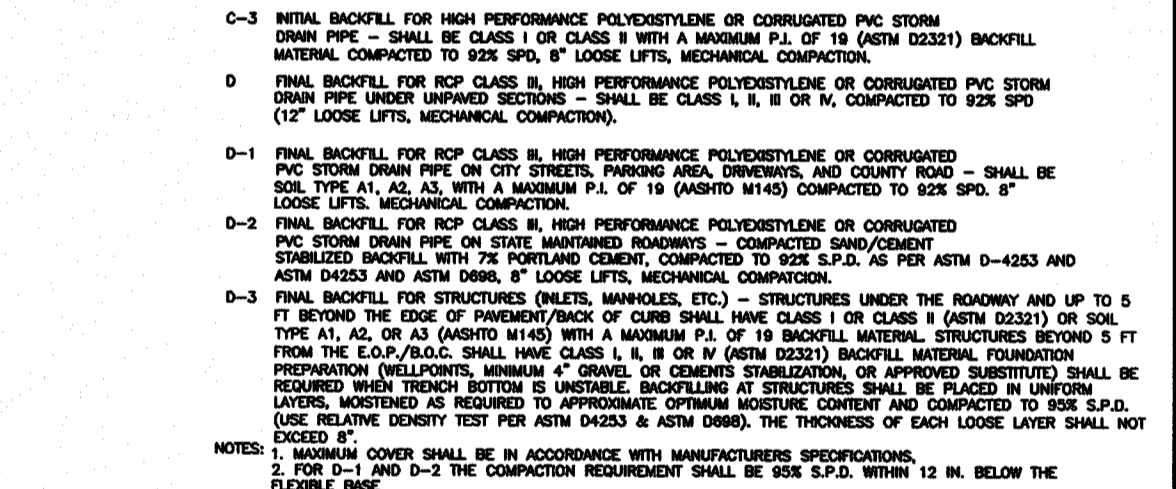 C-3 INITIAL BACKFILL FOR HIGH PERFORMANCE POLYEXISTYLENE OR CORRUGATED PVC STORM
DRAIN PIPE - SHALL BE CLASS I OR CLASS II WITH A MAXIMUM P.I. OF 19 (ASTM D2321) BACKFILL
MATERIAL COMPACTED TO 92% SPD, 8" LOOSE LIFTS, MECHANICAL COMPACTION.
D FINAL BACKFILL FOR RCP CLASS III, HIGH PERFORMANCE POLYEXISTYLENE OR CORRUGATED PVC STORM
DRAIN PIPE UNDER UNPAVED SECTIONS - SHALL BE CLASS I, II, III OR IV, COMPACTED TO 92% SPD
(12" LOOSE LIFTS, MECHANICAL COMPACTION).
D-1 FINAL BACKFILL FOR RCP CLASS III, HIGH PERFORMANCE POLYEXISTYLENE OR CORRUGATED
PVC STORM DRAIN PIPE ON CITY STREETS, PARKING AREA, DRIVEWAYS, AND COUNTY ROAD - SHALL BE
SOIL TYPE A1, A2, A3, WITH A MAXIMUM P.I. OF 19 (AASHTO M145) COMPACTED TO 92% SPD. 8"
LOOSE LIFTS. MECHANICAL COMPACTION.
D-2 FINAL BACKFILL FOR RCP CLASS III, HIGH PERFORMANCE POLYEXISTYLENE OR CORRUGATED
PVC STORM DRAIN PIPE ON STATE MAINTAINED ROADWAYS - COMPACTED SAND/CEMENT
STABILIZED BACKFILL WITH 7% PORTLAND CEMENT, COMPACTED TO 92% S.P.D. AS PER ASTM D-4253 AND
ASTM D4253 AND ASTM D698, 8" LOOSE LIFTS, MECHANICAL COMPATCION.
D-3 FINAL BACKFILL FOR STRUCTURES (INLETS, MANHOLES, ETC.) - STRUCTURES UNDER THE ROADWAY AND UP TO 5
FT BEYOND THE EDGE OF PAVEMENT/BACK OF CURB SHALL HAVE CLASS I OR CLASS II (ASTM D2321) OR SOIL
TYPE A1, A2, OR A3 (AASHTO M145) WITH A MAXIMUM P.I. OF 19 BACKFILL MATERIAL. STRUCTURES BEYOND 5 FT
FROM THE E.O.P./B.O.C. SHALL HAVE CLASS I, II, III OR IV (ASTM D2321) BACKFILL MATERIAL FOUNDATION
PREPARATION (WELLPOINTS, MINIMUM 4" GRAVEL OR CEMENTS STABILIZATION, OR APPROVED SUBSTITUTE) SHALL BE
REQUIRED WHEN TRENCH BOTTOM IS UNSTABLE. BACKFILLING AT STRUCTURES SHALL BE PLACED IN UNIFORM
LAYERS, MOISTENED AS REQUIRED TO APPROXIMATE OPTIMUM MOISTURE CONTENT AND COMPACTED TO 95% S.P.D.
(USE RELATIVE DENSITY TEST PER ASTM D4253 & ASTM D698). THE THICKNESS OF EACH LOOSE LAYER SHALL NOT
EXCEED 8".
NOTES: 1. MAXIMUM COVER SHALL BE IN ACCORDANCE WITH MANUFACTURERS SPECIFICATIONS,
2. FOR D-1 AND D-2 THE COMPACTION REQUIREMENT SHALL BE 95% S.P.D. WITHIN 12 IN. BELOW THE
FLEXIBLE BASE